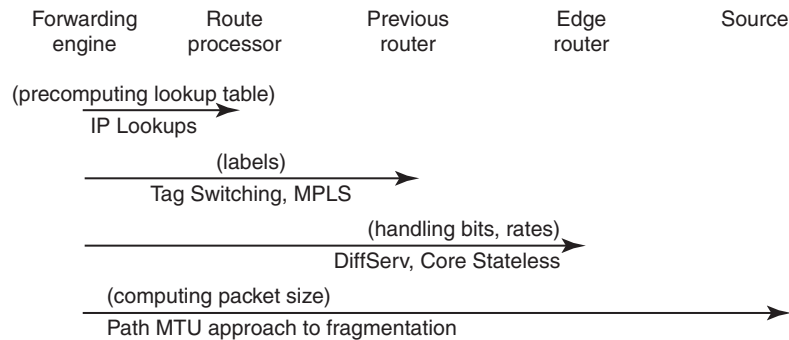 Forwarding engine
Route processor
Previous router
Edge router
Source
(precomputing lookup table)
IP Lookups
(labels)
Tag Switching, MPLS
(handling bits, rates)
DiffServ, Core Stateless
(computing packet size)
Path MTU approach to fragmentation